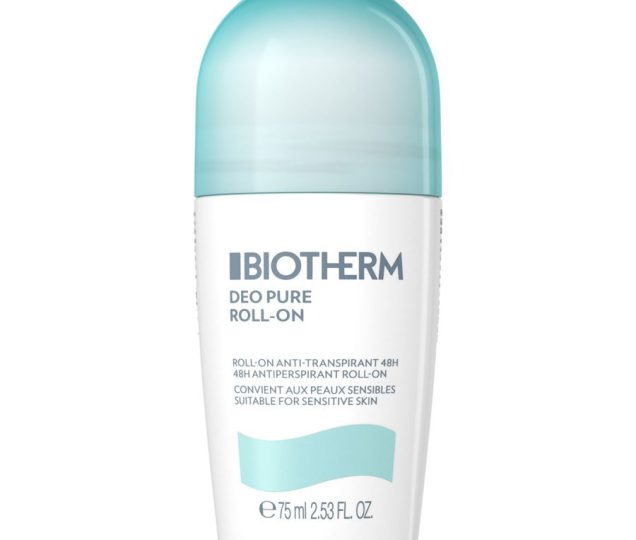 BIOTHERM
DEO PURE
ROLL-ON
ROLL-ON ANTI-TRANSPIRANT 48H
48H ANTIPERSPIRANT ROLL-ON
CONVIENT AUX PEAUX SENSIBLES
SUITABLE FOR SENSITIVE SKIN
℮75 ml 2.53 FL. OZ.